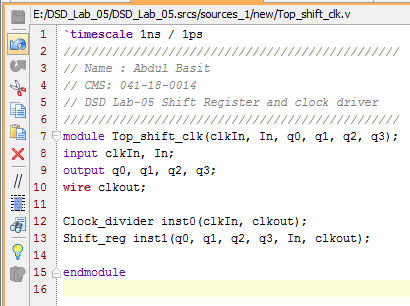 E:/DSD_Lab_05/DSD_Lab_05.srcs/sources_1/new/Top_shift_clk.v
1 `timescale 1ns / 1ps
2 //////////////////////////////////////////////
3 // Name : Abdul Basit
4 // CMS: 041-18-0014
5 // DSD Lab-05 Shift Register and clock driver
6 //////////////////////////////////////////////
7 module Top_shift_clk(clkIn, In, q0, q1, q2, q3);
8 input clkIn, In;
9 output q0, q1, q2, q3;
10 wire clkout;
11
12 Clock_divider inst0(clkIn, clkout);
13 Shift_reg inst1(q0, q1, q2, q3, In, clkout);
14
15 endmodule
16